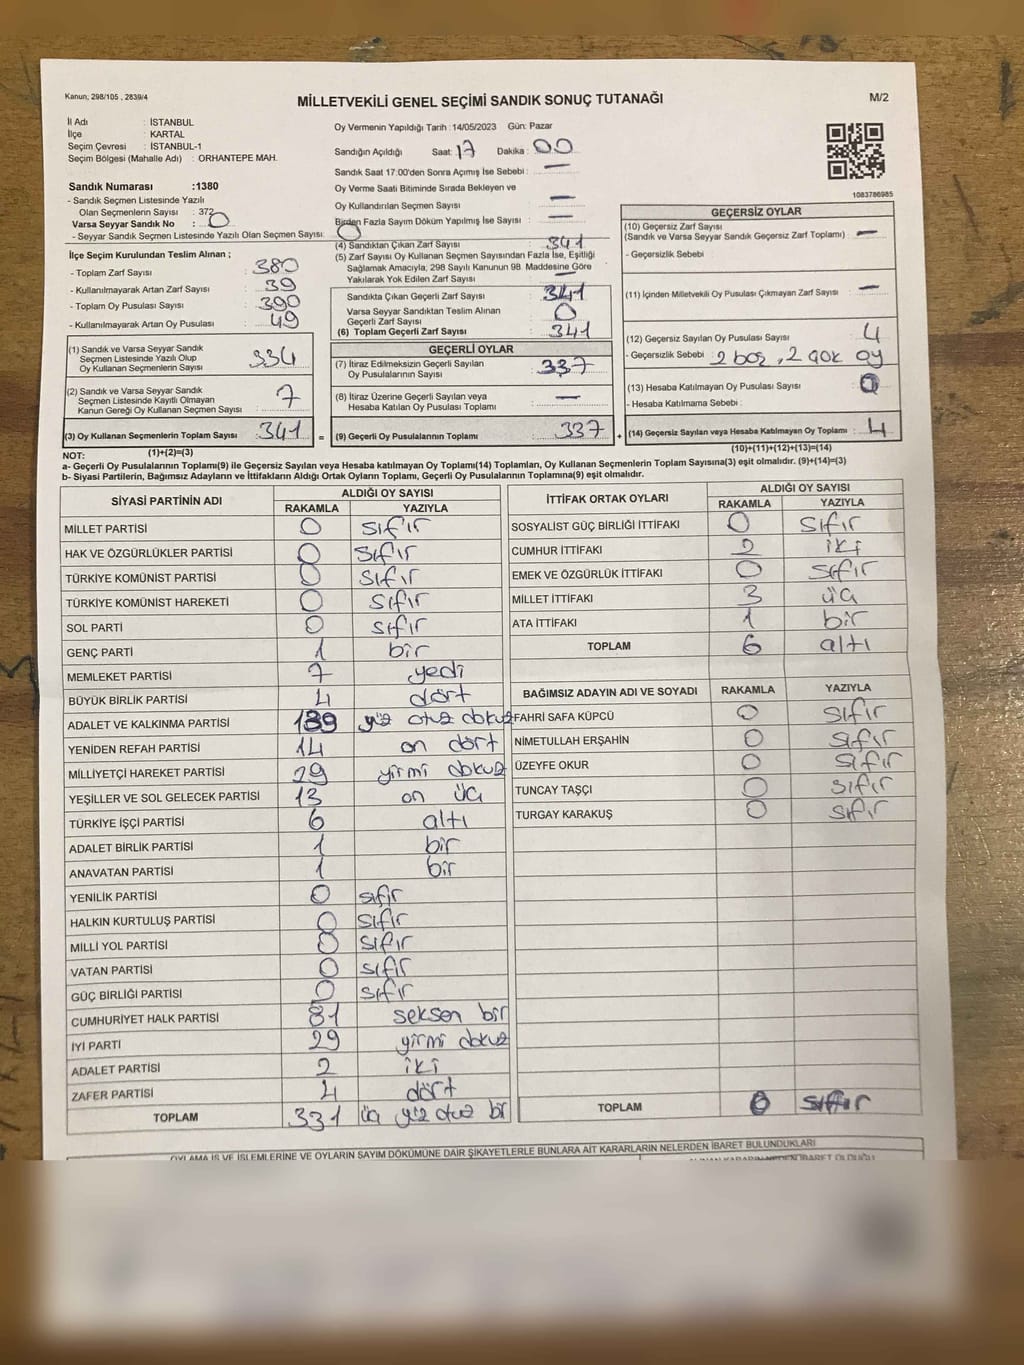 Kanun; 298/105 , 2839/4
MİLLETVEKİLİ GENEL SEÇİMİ SANDIK SONUÇ TUTANAĞI
M/2
İl Adı : İSTANBUL
İlçe : KARTAL
Seçim Çevresi : İSTANBUL-1
Seçim Bölgesi (Mahalle Adı) : ORHANTEPE MAH.
Sandık Numarası :1380
- Sandık Seçmen Listesinde Yazılı
Olan Seçmenlerin Sayısı : 372
Varsa Seyyar Sandık No : 0
- Seyyar Sandık Seçmen Listesinde Yazılı Olan Seçmen Sayısı: 0
Oy Vermenin Yapıldığı Tarih :14/05/2023 Gün: Pazar
Sandığın Açıldığı Saat: 17 Dakika: 00
Sandık Saat 17:00'den Sonra Açmış İse Sebebi : —
Oy Verme Saati Bitiminde Sırada Bekleyen ve
Oy Kullandırılan Seçmen Sayısı —
Birden Fazla Sayım Döküm Yapılmış İse Sayısı : —
1083786985
İlçe Seçim Kurulundan Teslim Alınan ;
- Toplam Zarf Sayısı : 380
- Kullanılmayarak Artan Zarf Sayısı : 39
- Toplam Oy Pusulası Sayısı : 390
- Kullanılmayarak Artan Oy Pusulası : 49
(1) Sandık ve Varsa Seyyar Sandık
Seçmen Listesinde Yazılı Olup
Oy Kullanan Seçmenlerin Sayısı : 334
(2) Sandık ve Varsa Seyyar Sandık
Seçmen Listesinde Kayıtlı Olmayan
Kanun Gereği Oy Kullanan Seçmen Sayısı : 7
(3) Oy Kullanan Seçmenlerin Toplam Sayısı : 341
(1)+(2)=(3)
(4) Sandıktan Çıkan Zarf Sayısı : 341
(5) Zarf Sayısı Oy Kullanan Seçmen Sayısından Fazla İse, Eşitliği
Sağlamak Amacıyla; 298 Sayılı Kanunun 98. Maddesine Göre
Yakılarak Yok Edilen Zarf Sayısı : —
Sandıkta Çıkan Geçerli Zarf Sayısı : 341
Varsa Seyyar Sandıktan Teslim Alınan
Geçerli Zarf Sayısı : 0
(6) Toplam Geçerli Zarf Sayısı : 341
GEÇERLİ OYLAR
(7) İtiraz Edilmeksizin Geçerli Sayılan
Oy Pusulalarının Sayısı : 337
(8) İtiraz Üzerine Geçerli Sayılan veya
Hesaba Katılan Oy Pusulası Toplamı : —
= (9) Geçerli Oy Pusulalarının Toplamı : 337 +
GEÇERSİZ OYLAR
(10) Geçersiz Zarf Sayısı
(Sandık ve Varsa Seyyar Sandık Geçersiz Zarf Toplamı) : —
- Geçersizlik Sebebi
(11) İçinden Milletvekili Oy Pusulası Çıkmayan Zarf Sayısı : —
(12) Geçersiz Sayılan Oy Pusulası Sayısı : 4
- Geçersizlik Sebebi : 2 boş, 2 çok oy
(13) Hesaba Katılmayan Oy Pusulası Sayısı : 0
- Hesaba Katılmama Sebebi :
(14) Geçersiz Sayılan veya Hesaba Katılmayan Oy Toplamı : 4
(10)+(11)+(12)+(13)=(14)
NOT:
a- Geçerli Oy Pusulalarının Toplamı(9) ile Geçersiz Sayılan veya Hesaba katılmayan Oy Toplamı(14) Toplamları, Oy Kullanan Seçmenlerin Toplam Sayısına(3) eşit olmalıdır. (9)+(14)=(3)
b- Siyasi Partilerin, Bağımsız Adayların ve İttifakların Aldığı Ortak Oyların Toplamı, Geçerli Oy Pusulalarının Toplamına(9) eşit olmalıdır.
SİYASİ PARTİNİN ADI ALDIĞI OY SAYISI
RAKAMLA YAZIYLA
MİLLET PARTİSİ 0 sıfır
HAK VE ÖZGÜRLÜKLER PARTİSİ 0 sıfır
TÜRKİYE KOMÜNİST PARTİSİ 0 sıfır
TÜRKİYE KOMÜNİST HAREKETİ 0 sıfır
SOL PARTİ 0 sıfır
GENÇ PARTİ 1 bir
MEMLEKET PARTİSİ 7 yedi
BÜYÜK BİRLİK PARTİSİ 4 dört
ADALET VE KALKINMA PARTİSİ 139 yüz otuz dokuz
YENİDEN REFAH PARTİSİ 14 on dört
MİLLİYETÇİ HAREKET PARTİSİ 29 yirmi dokuz
YEŞİLLER VE SOL GELECEK PARTİSİ 13 on üç
TÜRKİYE İŞÇİ PARTİSİ 6 altı
ADALET BİRLİK PARTİSİ 1 bir
ANAVATAN PARTİSİ 1 bir
YENİLİK PARTİSİ 0 sıfır
HALKIN KURTULUŞ PARTİSİ 0 sıfır
MİLLİ YOL PARTİSİ 0 sıfır
VATAN PARTİSİ 0 sıfır
GÜÇ BİRLİĞİ PARTİSİ 0 sıfır
CUMHURİYET HALK PARTİSİ 81 seksen bir
İYİ PARTİ 29 yirmi dokuz
ADALET PARTİSİ 2 iki
ZAFER PARTİSİ 4 dört
TOPLAM 331 üç yüz otuz bir
İTTİFAK ORTAK OYLARI ALDIĞI OY SAYISI
RAKAMLA YAZIYLA
SOSYALİST GÜÇ BİRLİĞİ İTTİFAKI 0 sıfır
CUMHUR İTTİFAKI 2 iki
EMEK VE ÖZGÜRLÜK İTTİFAKI 0 sıfır
MİLLET İTTİFAKI 3 üç
ATA İTTİFAKI 1 bir
TOPLAM 6 altı
BAĞIMSIZ ADAYIN ADI VE SOYADI RAKAMLA YAZIYLA
FAHRİ SAFA KÜPCÜ 0 sıfır
NİMETULLAH ERŞAHİN 0 sıfır
ÜZEYFE OKUR 0 sıfır
TUNCAY TAŞÇI 0 sıfır
TURGAY KARAKUŞ 0 sıfır
TOPLAM 0 sıfır
OYLAMA İŞ VE İŞLEMLERİNE VE OYLARIN SAYIM DÖKÜMÜNE DAİR ŞİKAYETLERLE BUNLARA AİT KARARLARIN NELERDEN İBARET BULUNDUKLARI